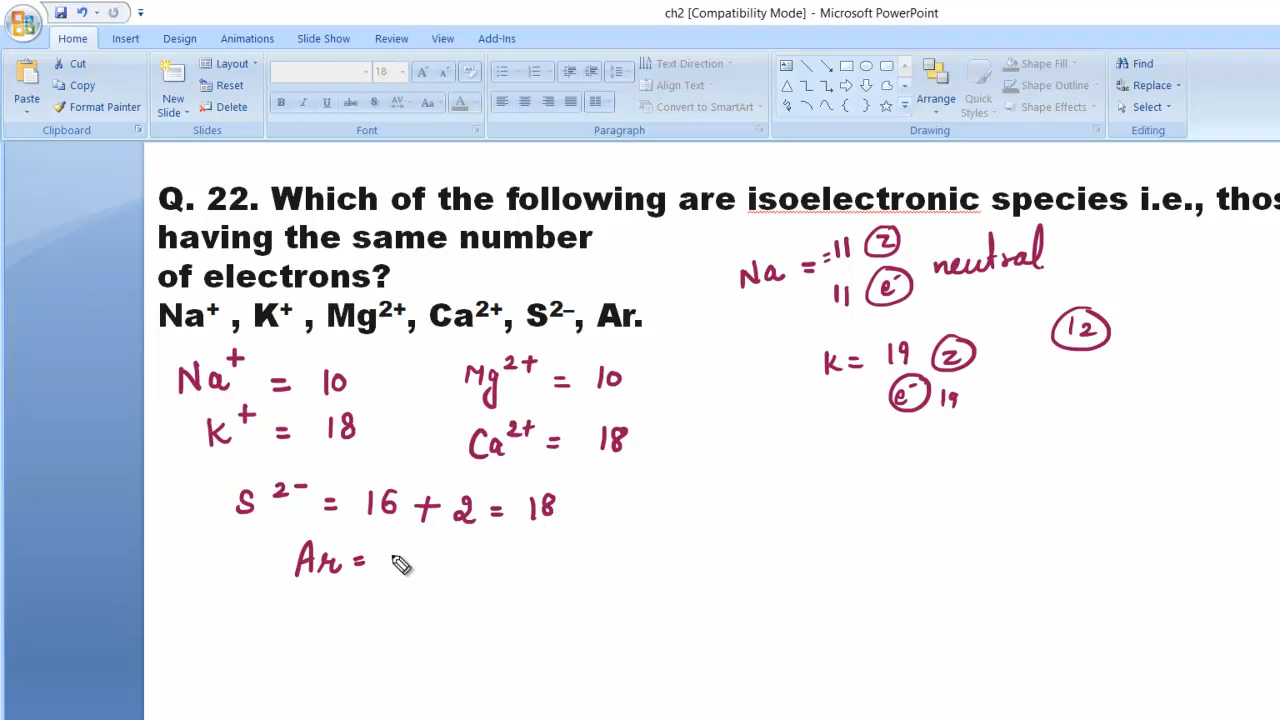 ch2 [Compatibility Mode] - Microsoft PowerPoint
Home Insert Design Animations Slide Show Review View Add-Ins
Paste
Cut
Copy
Format Painter
Clipboard
New Slide
Layout
Reset
Delete
Slides
18
B I U abc AV Aa A
Font
Text Direction
Align Text
Convert to SmartArt
Paragraph
Arrange
Quick Styles
Shape Fill
Shape Outline
Shape Effects
Drawing
Find
Replace
Select
Editing
Q. 22. Which of the following are isoelectronic species i.e., thos
having the same number
of electrons?
Na⁺ , K⁺ , Mg²⁺, Ca²⁺, S²⁻, Ar.
Na = =11 Z
11 e⁻ neutral
K = 19 Z
e⁻ 19
12
Na⁺ = 10
K⁺ = 18
Mg²⁺ = 10
Ca²⁺ = 18
S²⁻ = 16 + 2 = 18
Ar =